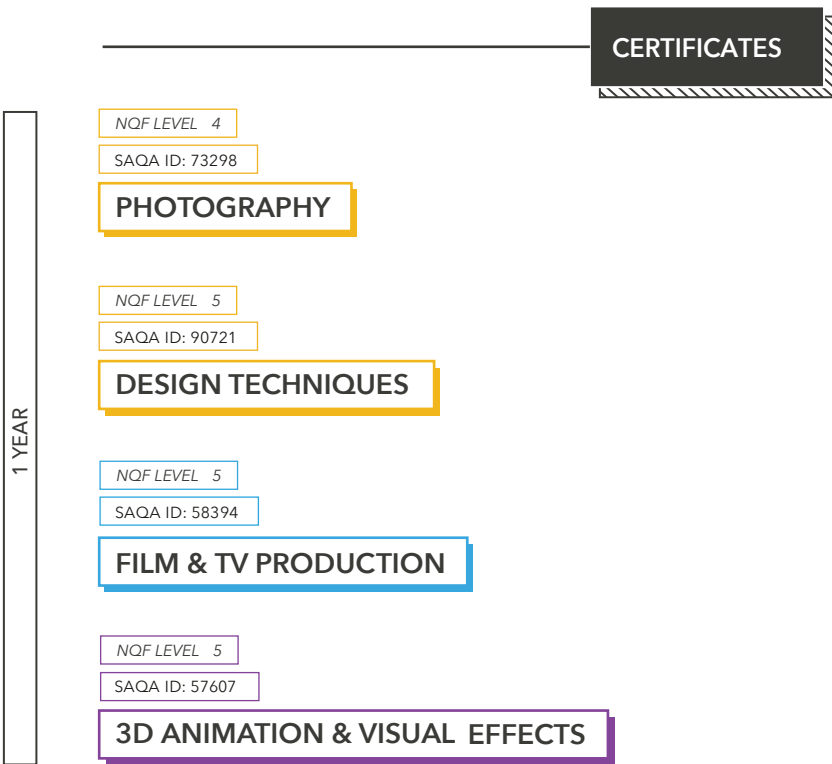 CERTIFICATES
1 YEAR
NQF LEVEL 4
SAQA ID: 73298
PHOTOGRAPHY
NQF LEVEL 5
SAQA ID: 90721
DESIGN TECHNIQUES
NQF LEVEL 5
SAQA ID: 58394
FILM & TV PRODUCTION
NQF LEVEL 5
SAQA ID: 57607
3D ANIMATION & VISUAL EFFECTS